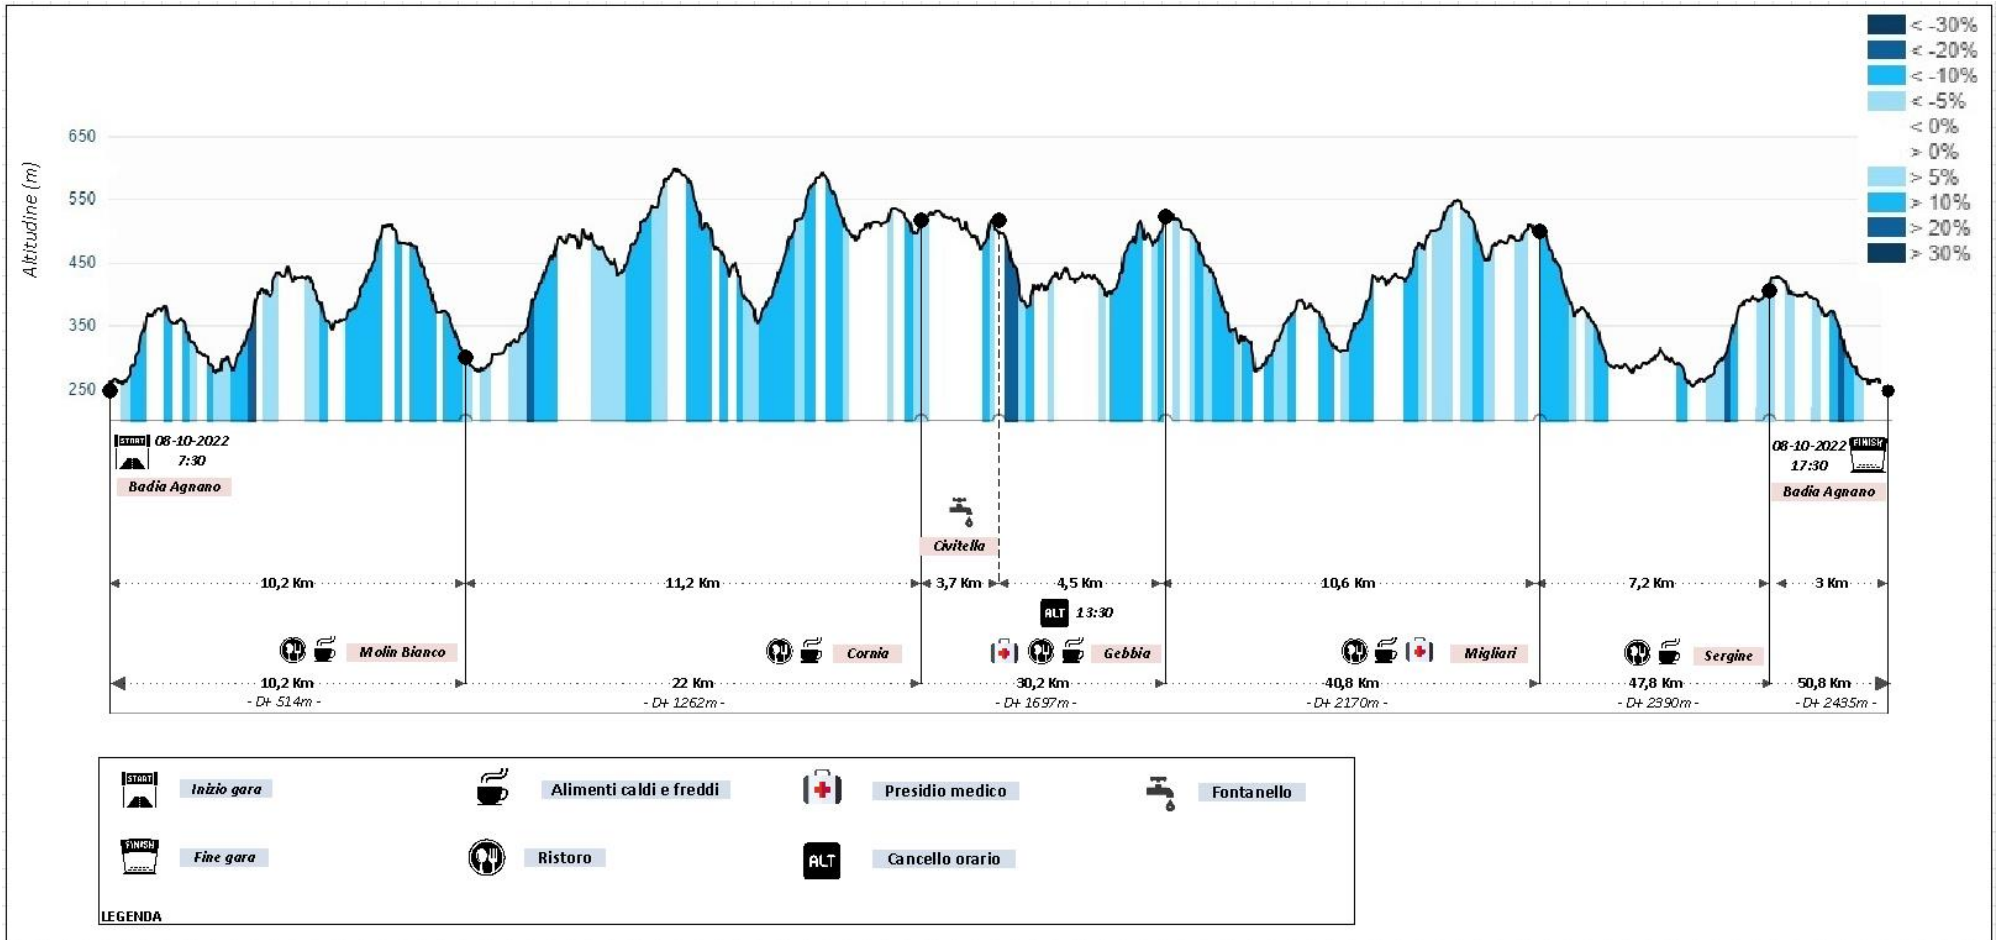 < -30%
< -20%
< -10%
< -5%
< 0%
> 0%
> 5%
> 10%
> 20%
> 30%
Altitudine (m)
650
550
450
350
250
START 08-10-2022
7:30
Badia Agnano
08-10-2022 FINISH
17:30
Badia Agnano
Civitella
10,2 Km 11,2 Km 3,7 Km 4,5 Km 10,6 Km 7,2 Km 3 Km
ALT 13:30
Molin Bianco Cornia Gebbia Migliari Sergine
10,2 Km 22 Km 30,2 Km 40,8 Km 47,8 Km 50,8 Km
- D+ 514m - - D+ 1262m - - D+ 1697m - - D+ 2170m - - D+ 2390m - - D+ 2435m -
START Inizio gara Alimenti caldi e freddi Presidio medico Fontanello
FINISH Fine gara Ristoro ALT Cancello orario
LEGENDA